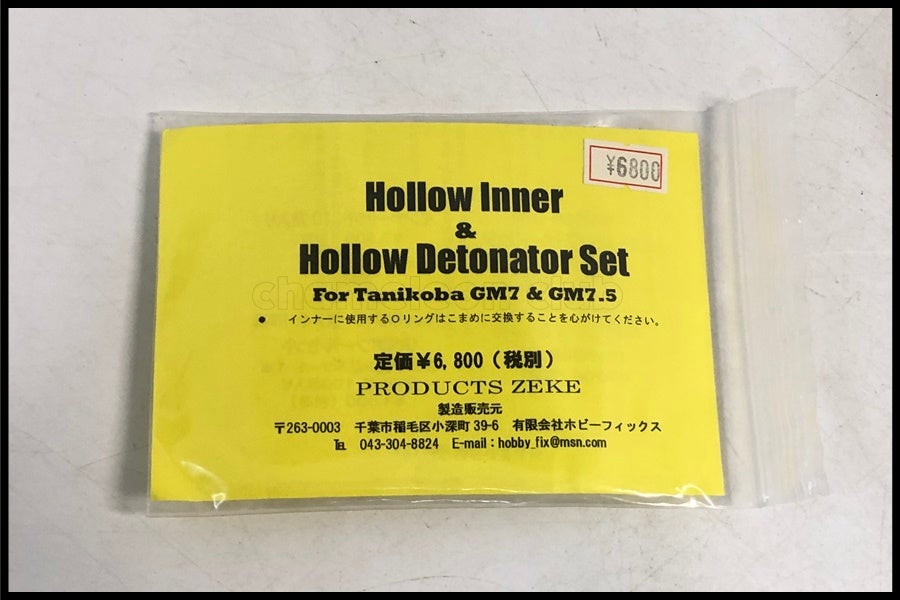 ¥6800
Hollow Inner
&
Hollow Detonator Set
For Tanikoba GM7 & GM7.5
● インナーに使用するOリングはこまめに交換することを心がけてください。
定価¥6,800（税別）
PRODUCTS ZEKE
製造販売元
〒263-0003 千葉市稲毛区小深町39-6 有限会社ホビーフィックス
℡ 043-304-8824 E-mail：hobby_fix@msn.com